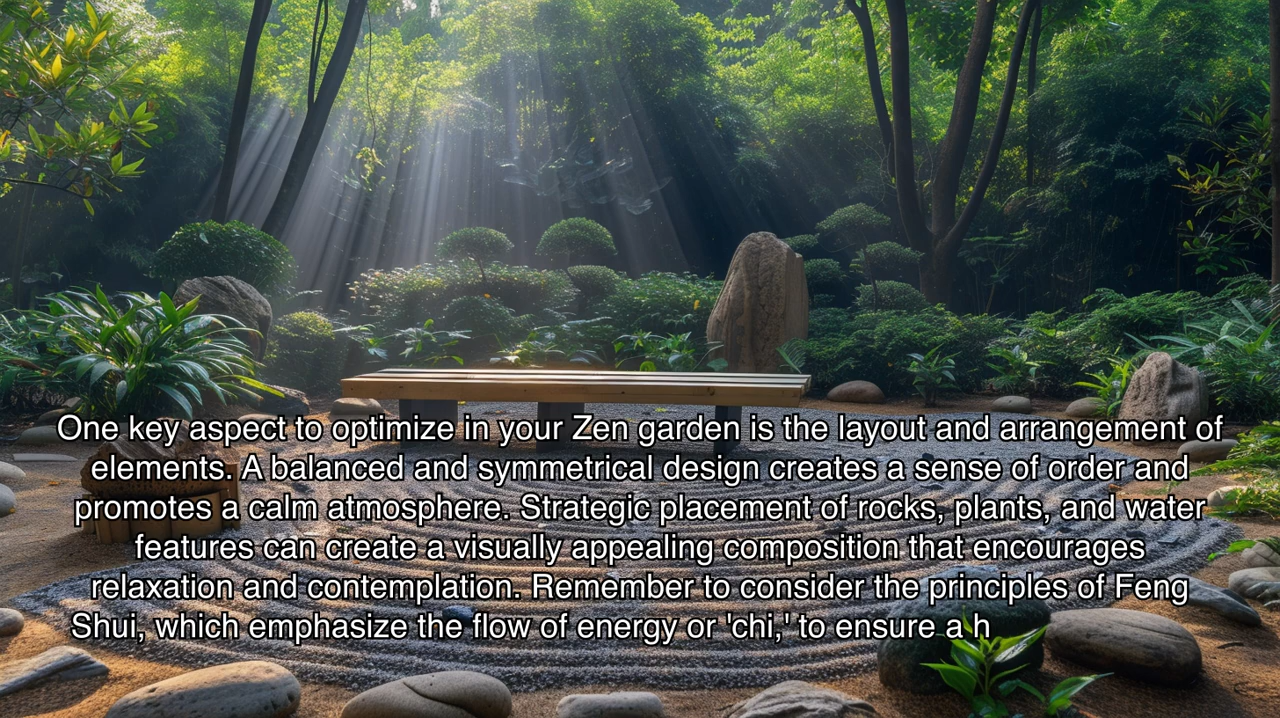 One key aspect to optimize in your Zen garden is the layout and arrangement of
elements. A balanced and symmetrical design creates a sense of order and
promotes a calm atmosphere. Strategic placement of rocks, plants, and water
features can create a visually appealing composition that encourages
relaxation and contemplation. Remember to consider the principles of Feng
Shui, which emphasize the flow of energy or 'chi,' to ensure a h